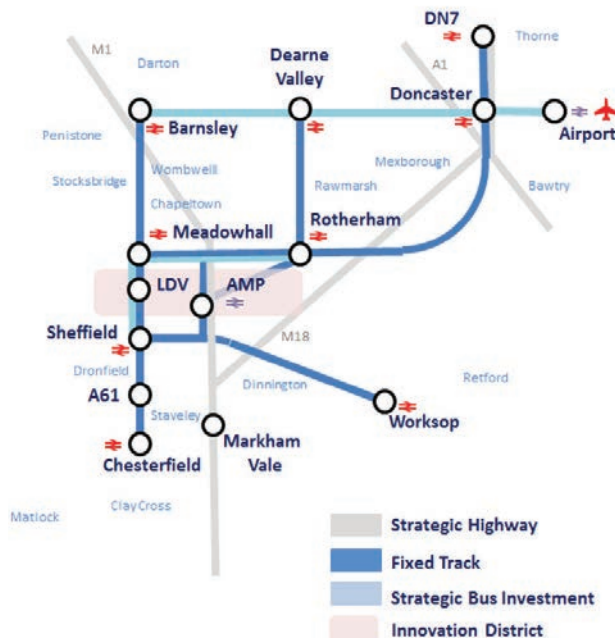 DN7
Thorne
M1
Dearne
Valley
A1
Darton
Doncaster
Barnsley
Airport
Penistone
Wombwell
Mexborough
Stocksbridge
Rawmarsh
Bawtry
Chapeltown
Meadowhall
Rotherham
LDV
AMP
Sheffield
M18
Dronfield
Dinnington
Retford
A61
Staveley
Worksop
Markham
Vale
Chesterfield
ClayCross
Matlock
Strategic Highway
Fixed Track
Strategic Bus Investment
Innovation District